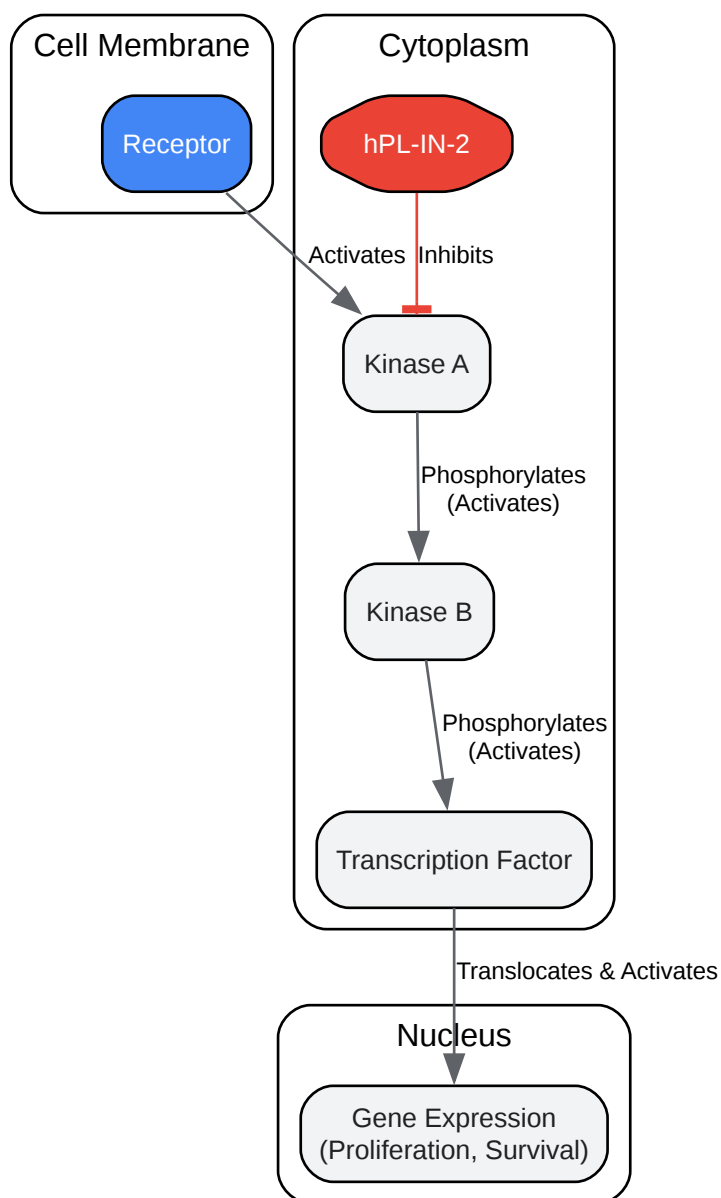 Cell Membrane
Cytoplasm
Receptor
hPL-IN-2
Activates
Inhibits
Kinase A
Phosphorylates
(Activates)
Kinase B
Phosphorylates
(Activates)
Transcription Factor
Translocates & Activates
Nucleus
Gene Expression
(Proliferation, Survival)